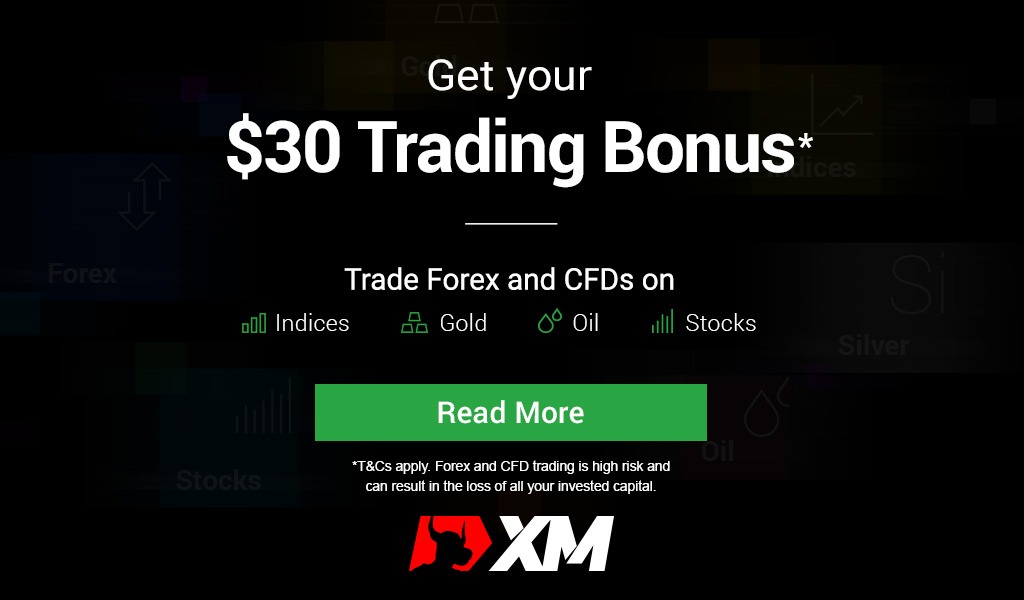 Get your
$30 Trading Bonus*
Trade Forex and CFDs on
Indices Gold Oil Stocks
Read More
*T&Cs apply. Forex and CFD trading is high risk and
can result in the loss of all your invested capital.
XM
Gold
Indices
Forex
Si
Silver
Oil
Stocks